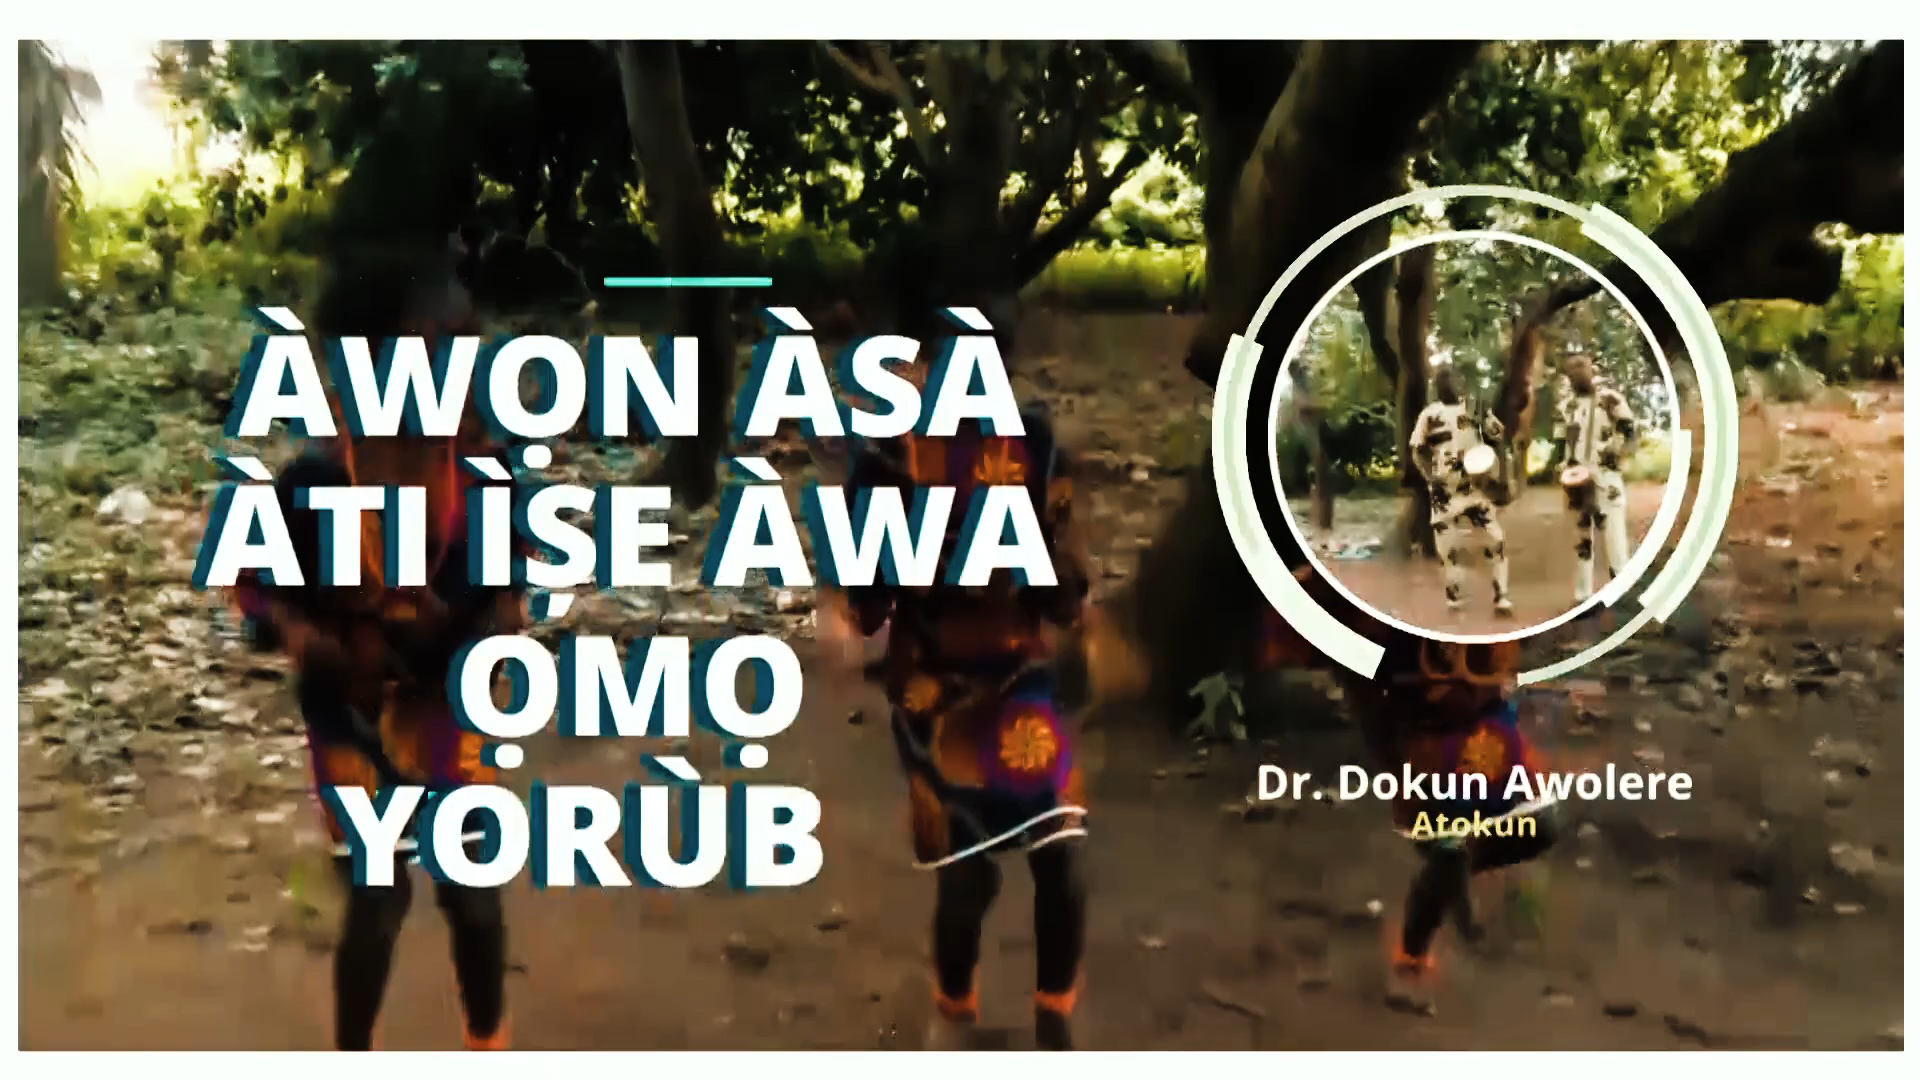 ÀWỌN ÀSÀ
ÀTI ÌṢE ÀWA
ỌMỌ
YORÙB
Dr. Dokun Awolere
Atokun